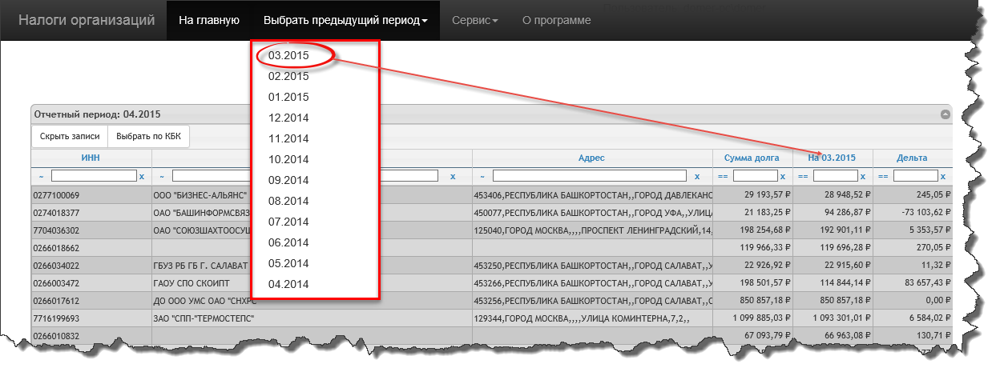 Налоги организаций На главную Выбрать предыдущий период Сервис О программе
03.2015
02.2015
01.2015
12.2014
11.2014
10.2014
09.2014
08.2014
07.2014
06.2014
05.2014
04.2014
Отчетный период: 04.2015
Скрыть записи Выбрать по КБК
ИНН Адрес Сумма долга На 03.2015 Дельта
~ x ~ x ~ x == x == x == x
0277100069 ООО "БИЗНЕС-АЛЬЯНС" 453406,РЕСПУБЛИКА БАШКОРТОСТАН,,ГОРОД ДАВЛЕКАНО 29 193,57 ₽ 28 948,52 ₽ 245,05 ₽
0274018377 ОАО "БАШИНФОРМСВЯЗ 450077,РЕСПУБЛИКА БАШКОРТОСТАН,,ГОРОД УФА,,УЛИЦА 21 183,25 ₽ 94 286,87 ₽ -73 103,62 ₽
7704036302 ОАО "СОЮЗШАХТООСУШ 125040,ГОРОД МОСКВА,,,,ПРОСПЕКТ ЛЕНИНГРАДСКИЙ,14, 198 254,68 ₽ 192 901,11 ₽ 5 353,57 ₽
0266018662 119 966,33 ₽ 119 696,28 ₽ 270,05 ₽
0266034022 ГБУЗ РБ ГБ Г. САЛАВАТ 453250,РЕСПУБЛИКА БАШКОРТОСТАН,,ГОРОД САЛАВАТ,,У 22 926,92 ₽ 22 915,60 ₽ 11,32 ₽
0266003472 ГАОУ СПО СКОИПТ 453266,РЕСПУБЛИКА БАШКОРТОСТАН,,ГОРОД САЛАВАТ,,У 198 501,57 ₽ 114 844,14 ₽ 83 657,43 ₽
0266017612 ДО ООО УМС ОАО "СНХРС 453256,РЕСПУБЛИКА БАШКОРТОСТАН,,ГОРОД САЛАВАТ,,С 850 857,18 ₽ 850 857,18 ₽ 0,00 ₽
7716199693 ЗАО "СПП-"ТЕРМОСТЕПС" 129344,ГОРОД МОСКВА,,,,УЛИЦА КОМИНТЕРНА,7,2,, 1 099 885,03 ₽ 1 093 301,01 ₽ 6 584,02 ₽
0266010832 67 093,79 ₽ 66 963,08 ₽ 130,71 ₽